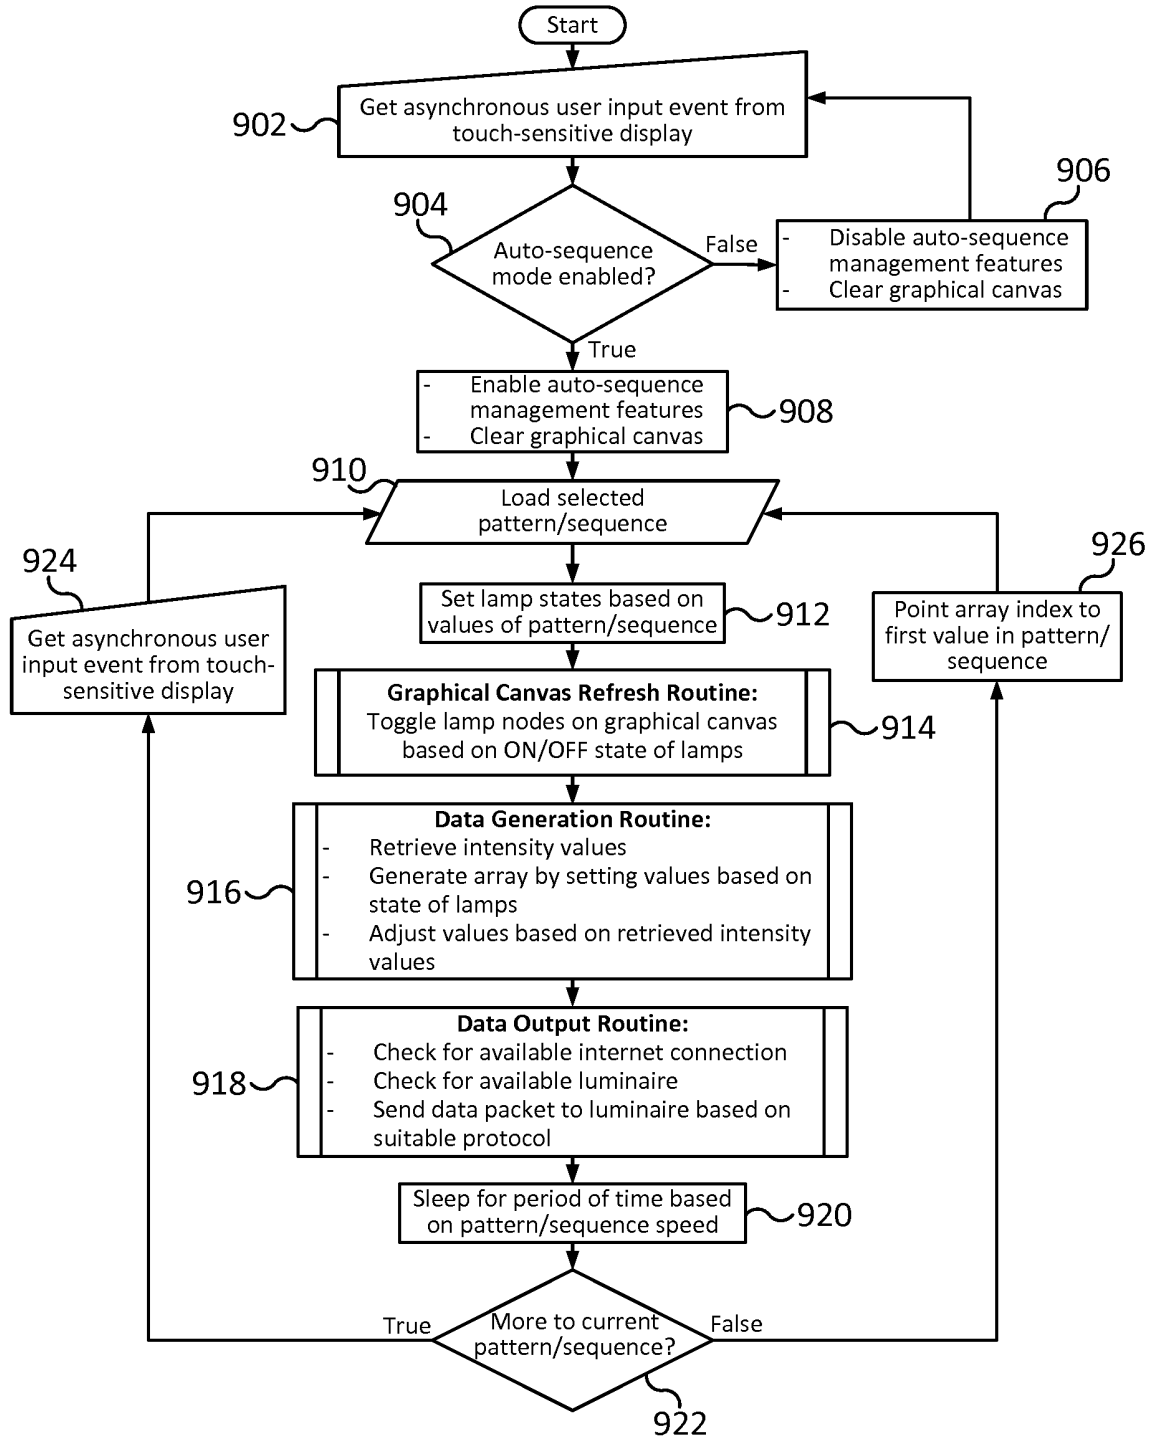 Start
Get asynchronous user input event from
touch-sensitive display
902
904
Auto-sequence
mode enabled?
False
906
- Disable auto-sequence
management features
- Clear graphical canvas
True
- Enable auto-sequence
management features
- Clear graphical canvas
908
910
Load selected
pattern/sequence
924
Get asynchronous user
input event from touch-
sensitive display
926
Point array index to
first value in pattern/
sequence
Set lamp states based on
values of pattern/sequence
912
Graphical Canvas Refresh Routine:
Toggle lamp nodes on graphical canvas
based on ON/OFF state of lamps
914
Data Generation Routine:
- Retrieve intensity values
- Generate array by setting values based on
state of lamps
- Adjust values based on retrieved intensity
values
916
Data Output Routine:
- Check for available internet connection
- Check for available luminaire
- Send data packet to luminaire based on
suitable protocol
918
Sleep for period of time based
on pattern/sequence speed
920
True
More to current
pattern/sequence?
False
922